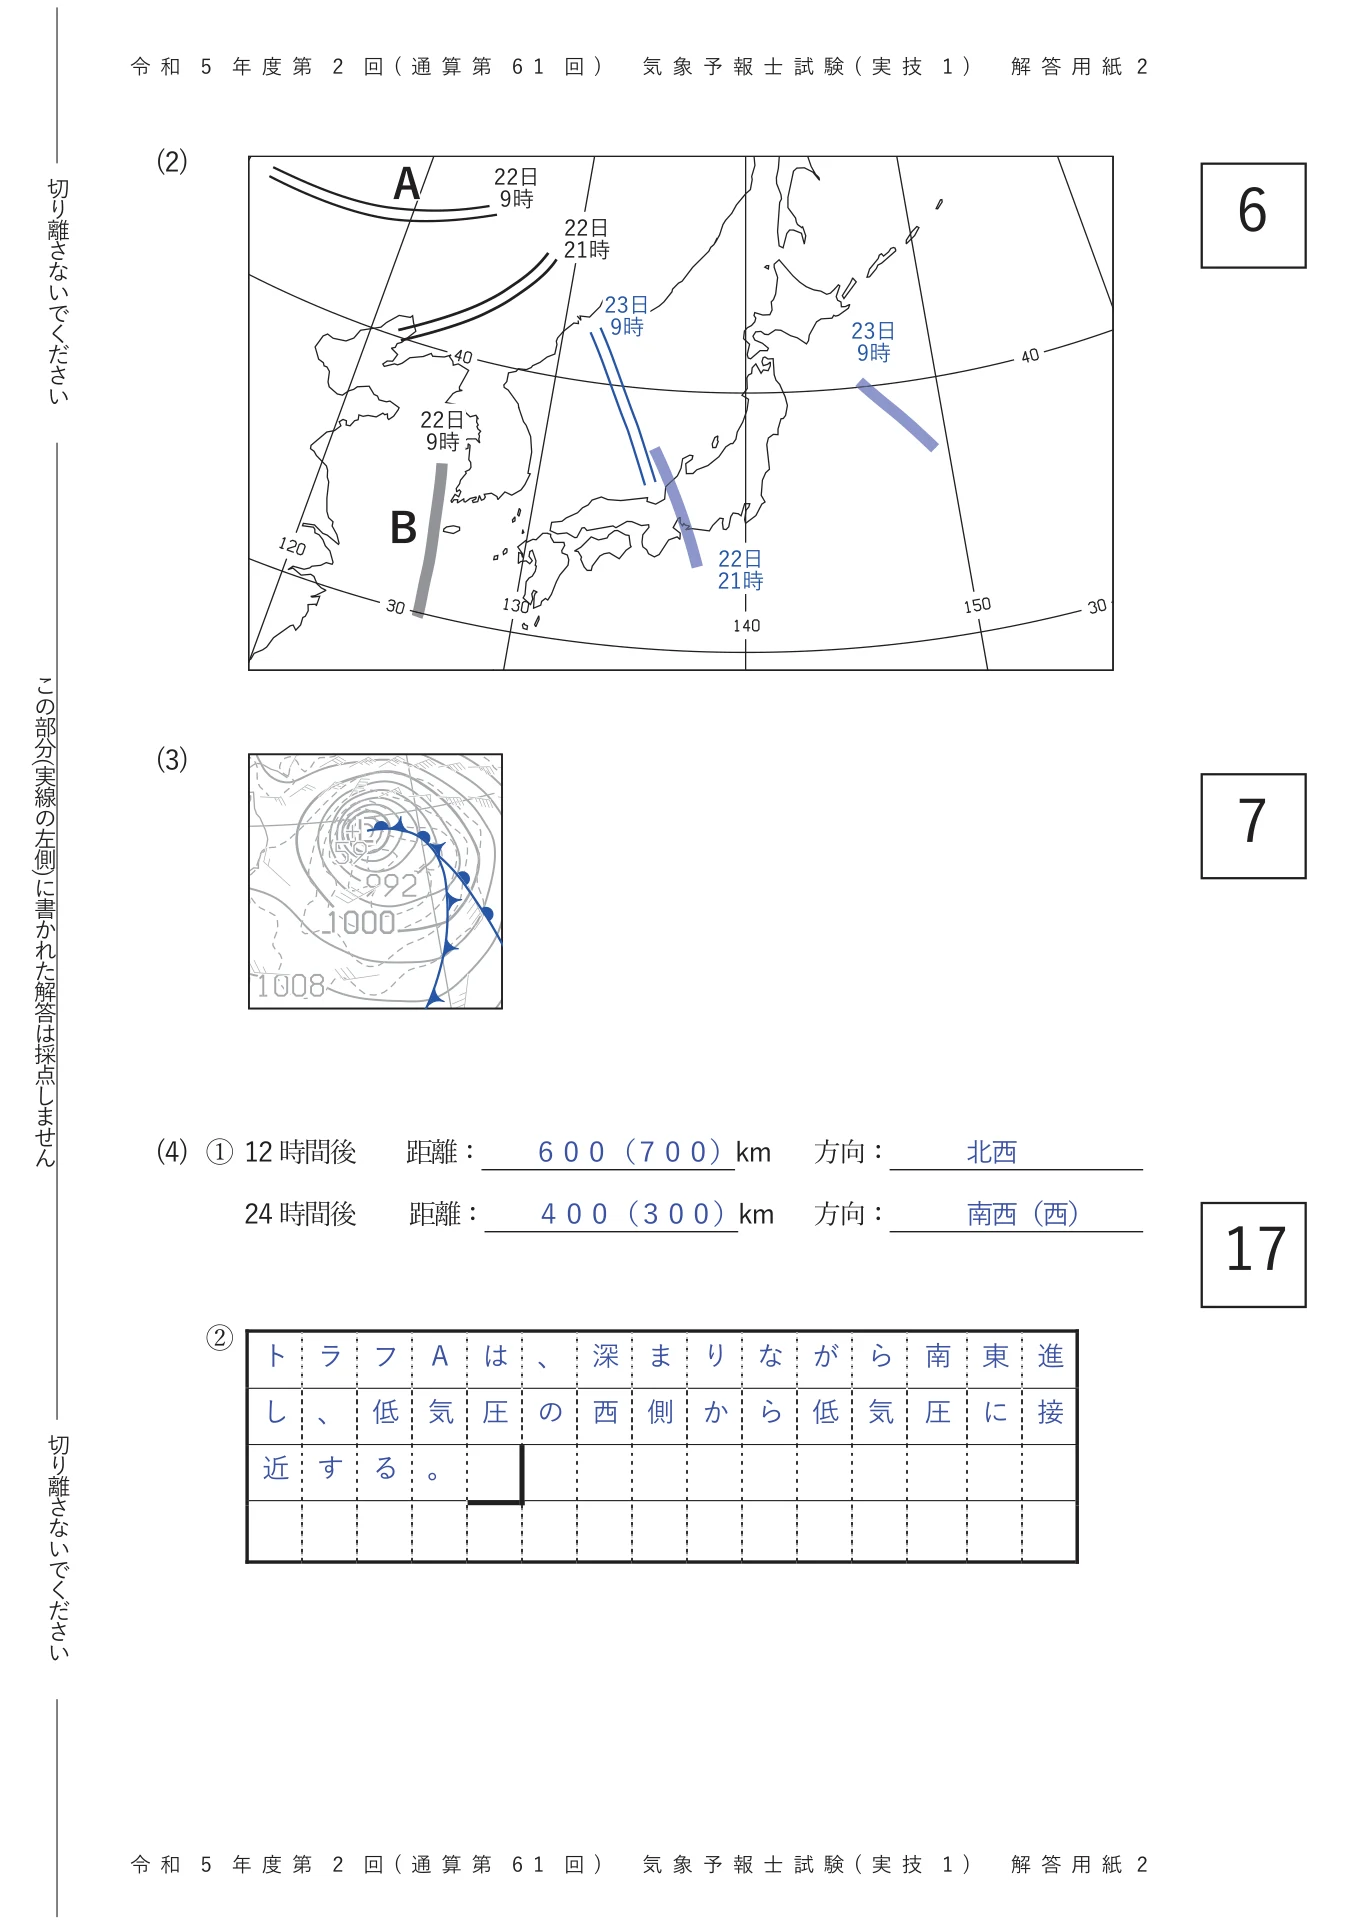 令和 5 年度第 2 回(通算第 61 回) 気象予報士試験(実技 1) 解答用紙 2
切り離さないでください
この部分(実線の左側)に書かれた解答は採点しません
切り離さないでください
(2)
6
A
22日
9時
22日
21時
23日
9時
23日
9時
40
40
22日
9時
B
120
22日
21時
30
130
150
30
140
(3)
7
L
59
992
1000
1008
(4) ① 12 時間後 距離：600（700）km 方向：北西
24 時間後 距離：400（300）km 方向：南西（西）
17
②
トラフAは、深まりながら南東進
し、低気圧の西側から低気圧に接
近する。
令和 5 年度第 2 回(通算第 61 回) 気象予報士試験(実技 1) 解答用紙 2